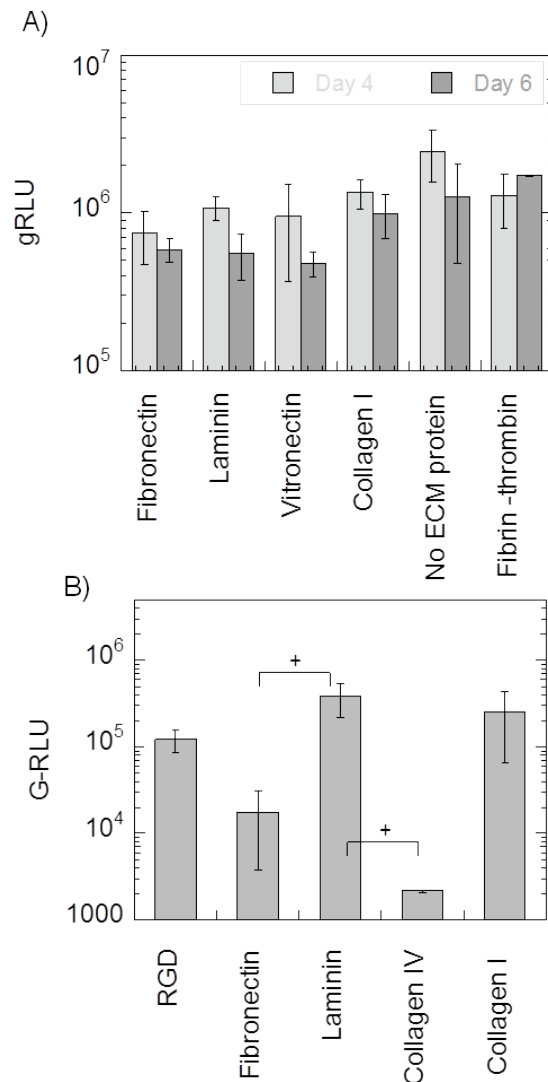 A)
10^7
Day 4 Day 6
gRLU
10^6
10^5
Fibronectin
Laminin
Vitronectin
Collagen I
No ECM protein
Fibrin -thrombin
B)
10^6
+
G-RLU
10^5
+
10^4
1000
RGD
Fibronectin
Laminin
Collagen IV
Collagen I